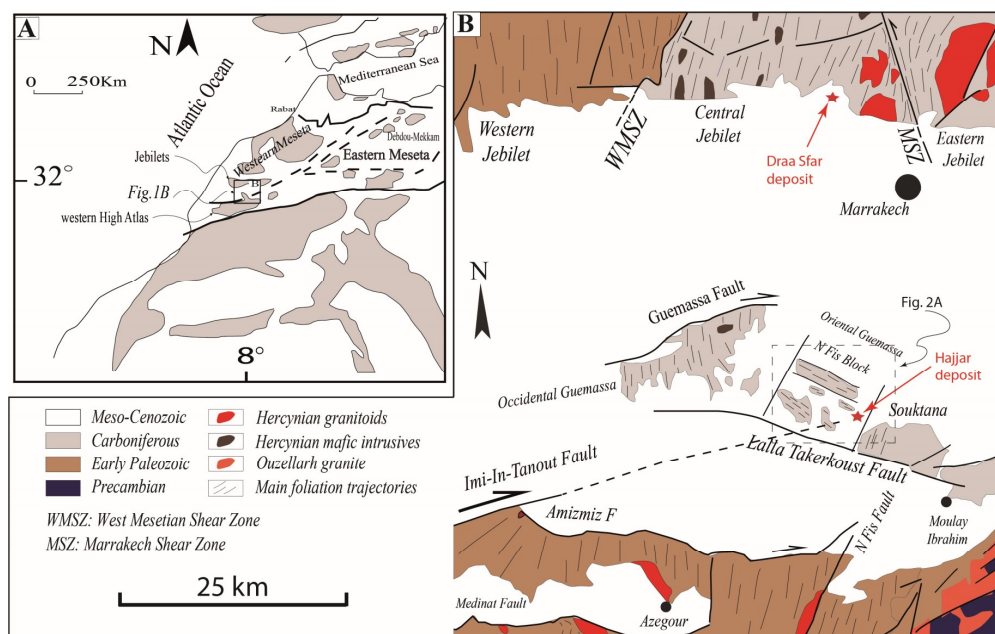 A
N
0 250Km
Atlantic Ocean
Mediterranean Sea
Rabat
Debdou-Mekkam
WesternMeseta
Eastern Meseta
Jebilets
32°
Fig.1B
B
western High Atlas
8°
Meso-Cenozoic
Carboniferous
Early Paleozoic
Precambian
Hercynian granitoids
Hercynian mafic intrusives
Ouzellarh granite
Main foliation trajectories
WMSZ: West Mesetian Shear Zone
MSZ: Marrakech Shear Zone
25 km
B
Western
Jebilet
WMSZ
Central
Jebilet
MSZ
Eastern
Jebilet
Draa Sfar
deposit
Marrakech
N
Fig. 2A
Guemassa Fault
Oriental Guemassa
N Fis Block
Hajjar
deposit
Occidental Guemassa
Souktana
Lalla Takerkoust Fault
Imi-In-Tanout Fault
Amizmiz F
N Fis Fault
Moulay
Ibrahim
Medinat Fault
Azegour